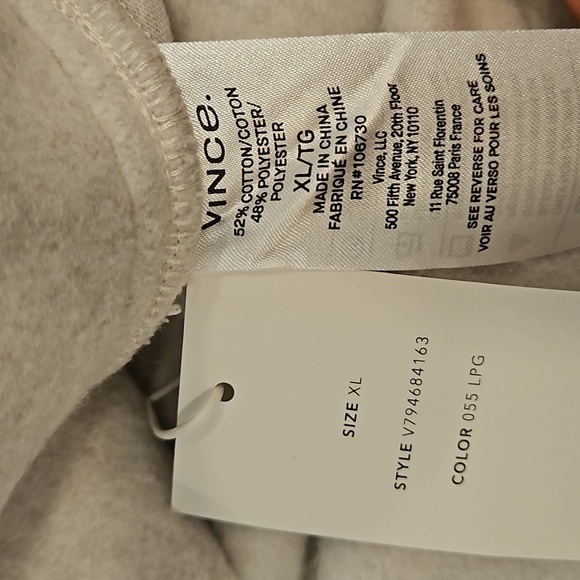 VINCE.
52% COTTON/COTON
48% POLYESTER/
POLYESTER
XL/TG
MADE IN CHINA
FABRIQUÉ EN CHINE
RN#106730
Vince, LLC
500 Fifth Avenue, 20th Floor
New York, NY 10110
11 Rue Saint Florentin
75008 Paris France
SEE REVERSE FOR CARE
VOIR AU VERSO POUR LES SOINS
SIZE XL
STYLE V794684163
COLOR 055 LPG